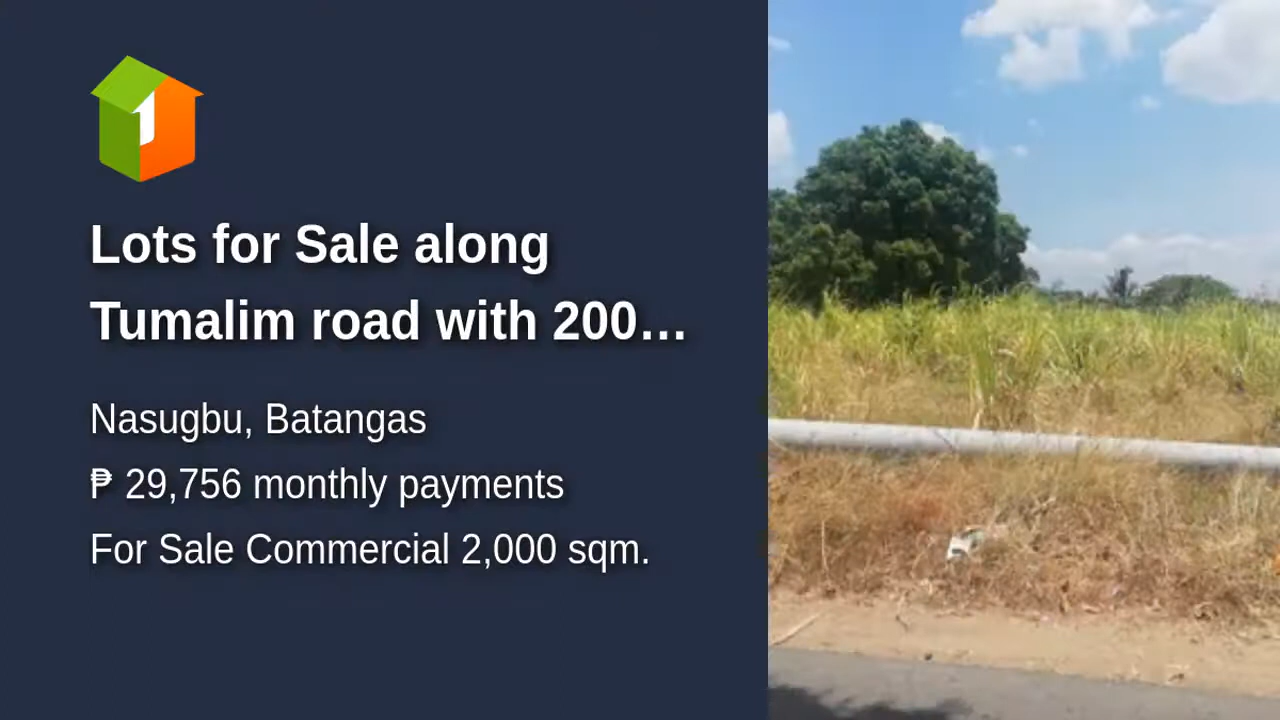 Lots for Sale along
Tumalim road with 200…
Nasugbu, Batangas
₱ 29,756 monthly payments
For Sale Commercial 2,000 sqm.